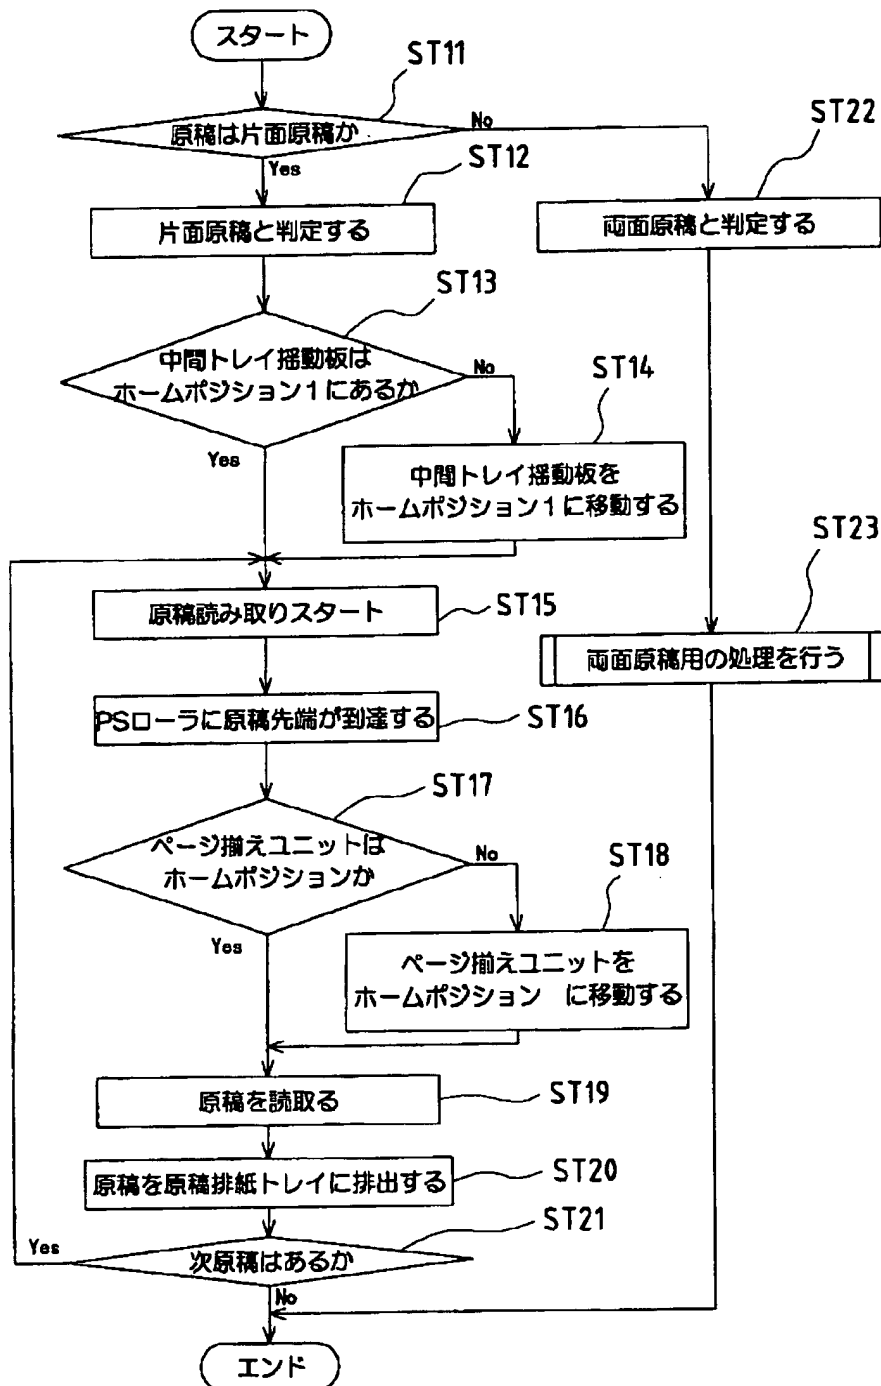 スタート
ST11
原稿は片面原稿か
No
Yes
ST12
ST22
片面原稿と判定する
両面原稿と判定する
ST13
中間トレイ揺動板は
ホームポジション1にあるか
No
Yes
ST14
中間トレイ揺動板を
ホームポジション1に移動する
ST23
原稿読み取りスタート
ST15
両面原稿用の処理を行う
PSローラに原稿先端が到達する
ST16
ST17
ページ揃えユニットは
ホームポジションか
No
Yes
ST18
ページ揃えユニットを
ホームポジション に移動する
原稿を読取る
ST19
原稿を原稿排紙トレイに排出する
ST20
ST21
Yes
次原稿はあるか
No
エンド